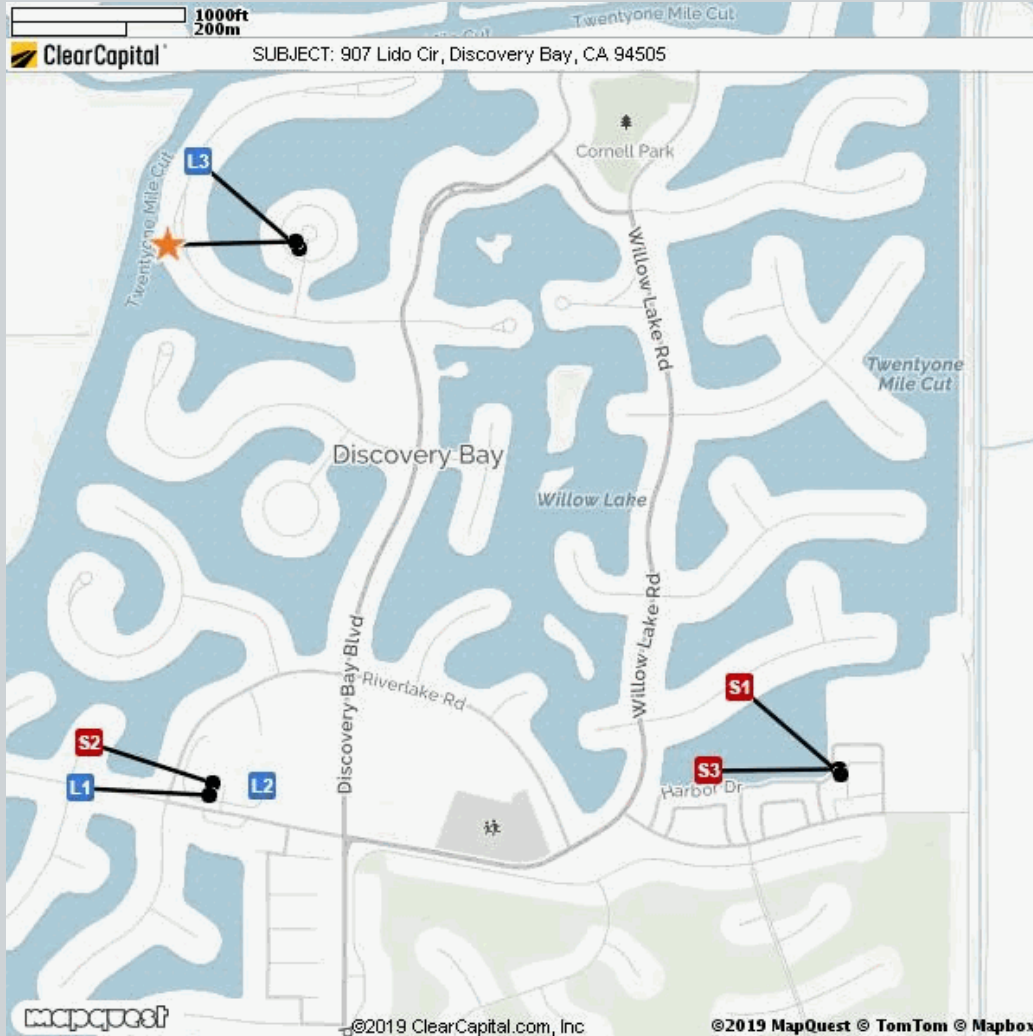 1000ft
200m
Twentyone Mile Cut
ClearCapital
SUBJECT: 907 Lido Cir, Discovery Bay, CA 94505
Cornell Park
L3
Twentyone Mile Cut
Willow Lake Rd
Twentyone
Mile Cut
Discovery Bay
Willow Lake
Willow Lake Rd
Discovery Bay Blvd
Riverlake Rd
S1
S2
S3
L1
L2
Harbor Dr
mapquest
©2019 ClearCapital.com, Inc
©2019 MapQuest © TomTom © Mapbox